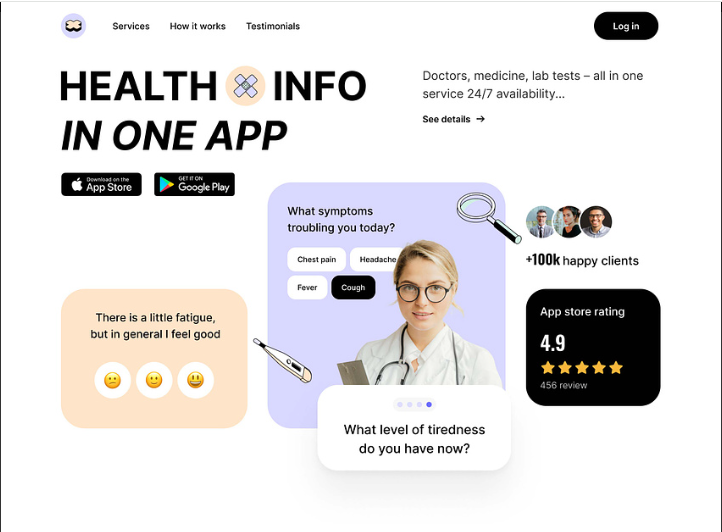 Services
How it works
Testimonials
Log in
HEALTH INFO
IN ONE APP
Doctors, medicine, lab tests – all in one
service 24/7 availability...
See details
Download on the
App Store
GET IT ON
Google Play
What symptoms
troubling you today?
Chest pain
Headache
Fever
Cough
+100k happy clients
There is a little fatigue,
but in general I feel good
App store rating
4.9
456 review
What level of tiredness
do you have now?